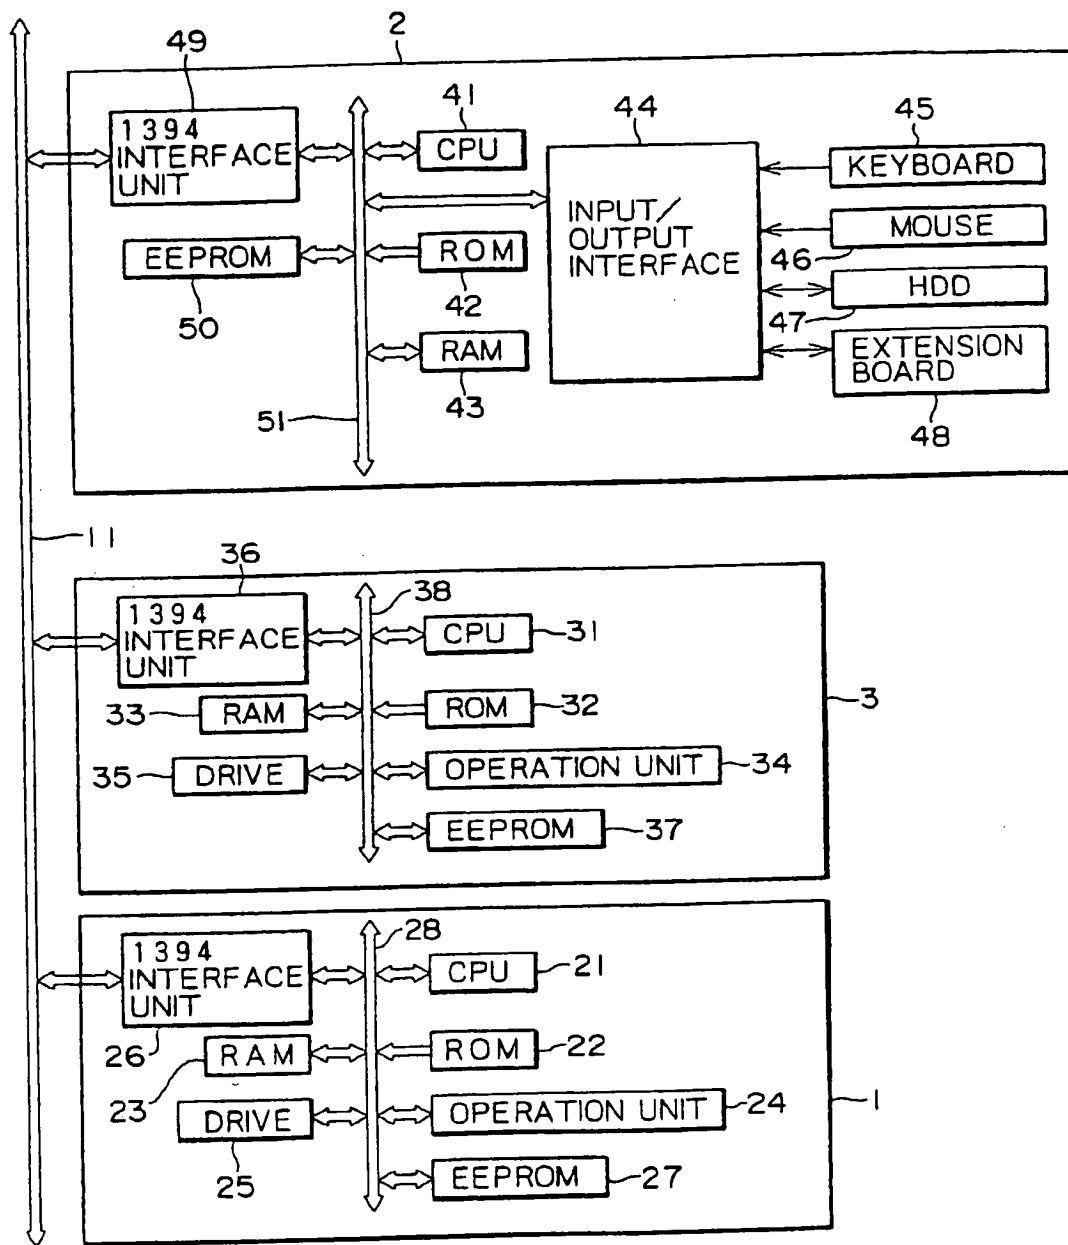 2
49
1394
INTERFACE
UNIT
41
CPU
44
INPUT/
OUTPUT
INTERFACE
45
KEYBOARD
MOUSE
46
HDD
47
EXTENSION
BOARD
48
EEPROM
50
ROM
42
RAM
43
51
11
36
1394
INTERFACE
UNIT
38
CPU
31
33
RAM
ROM
32
3
35
DRIVE
OPERATION UNIT
34
EEPROM
37
1394
INTERFACE
UNIT
26
28
CPU
21
RAM
23
ROM
22
DRIVE
25
OPERATION UNIT
24
1
EEPROM
27